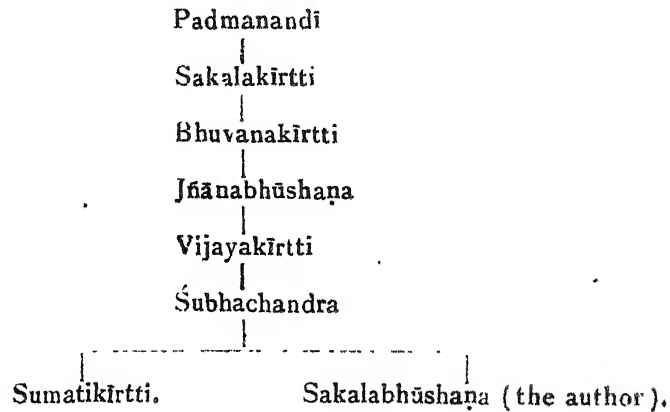 Padmanandī
Sakalakīrtti
Bhuvanakīrtti
Jñānabhūshaṇa
Vijayakīrtti
Śubhachandra
Sumatikīrtti. Sakalabhūshaṇa ( the author ).